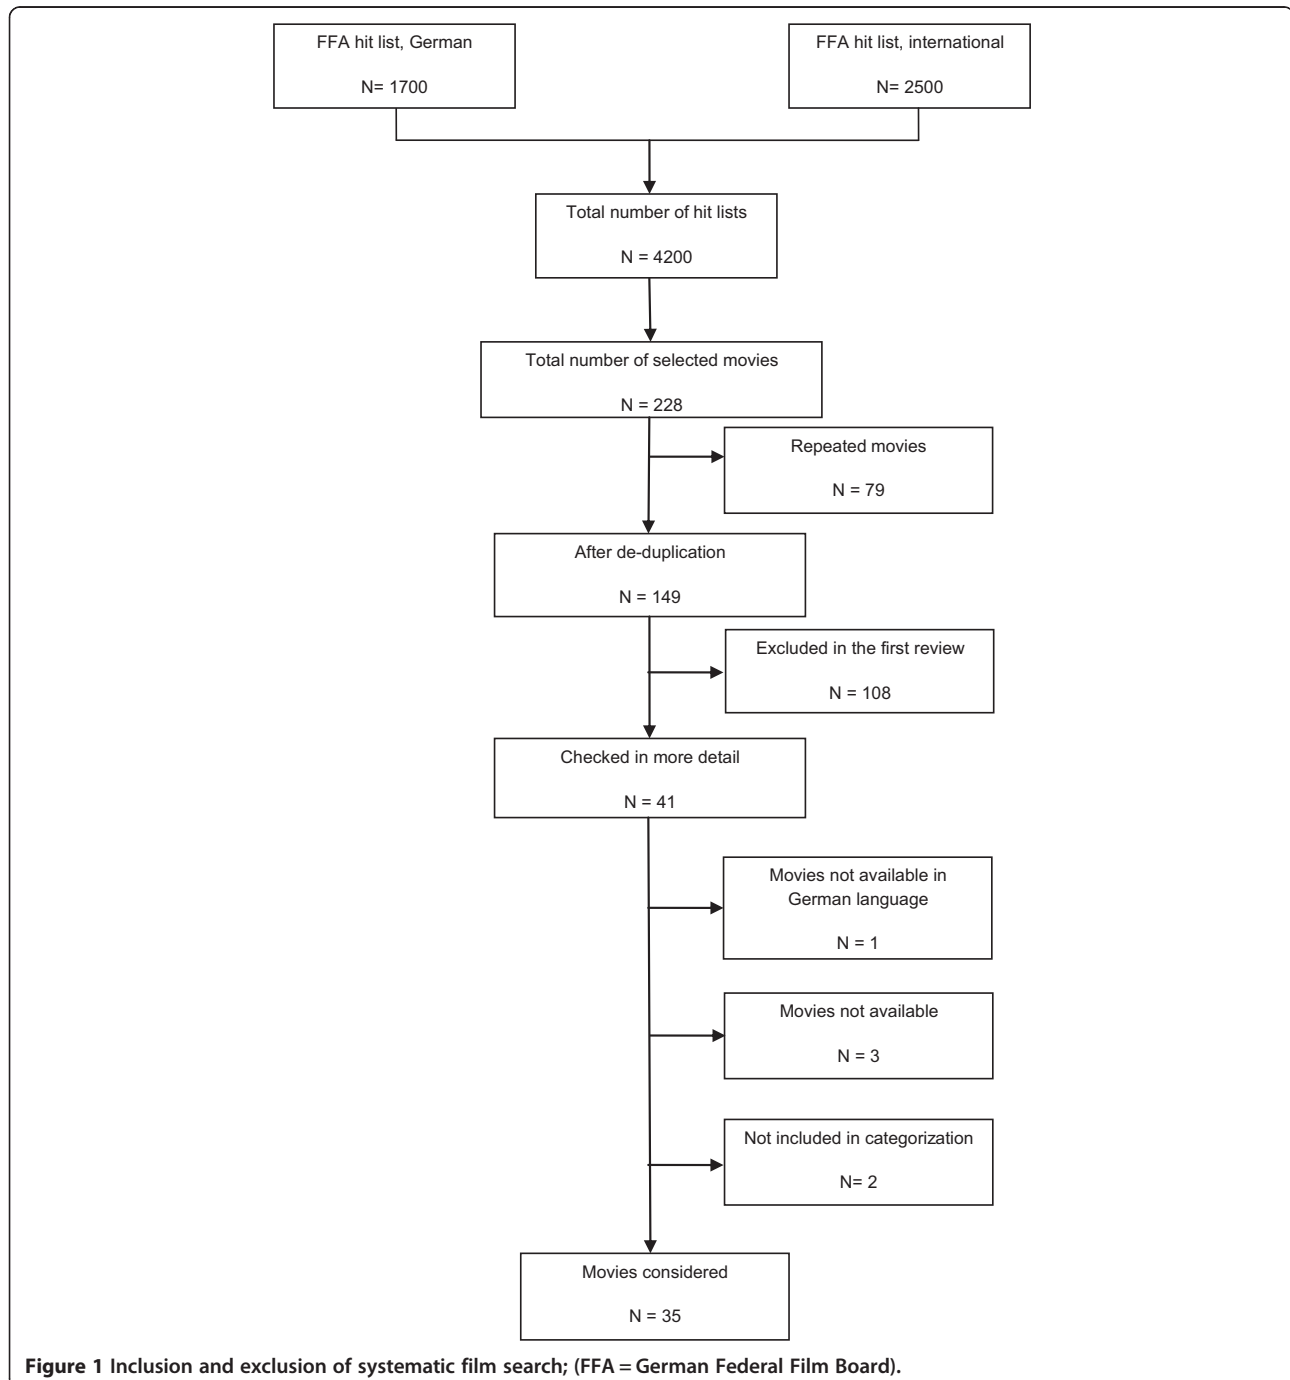 FFA hit list, German
N= 1700
FFA hit list, international
N= 2500
Total number of hit lists
N = 4200
Total number of selected movies
N = 228
Repeated movies
N = 79
After de-duplication
N = 149
Excluded in the first review
N = 108
Checked in more detail
N = 41
Movies not available in
German language
N = 1
Movies not available
N = 3
Not included in categorization
N= 2
Movies considered
N = 35
Figure 1 Inclusion and exclusion of systematic film search; (FFA = German Federal Film Board).